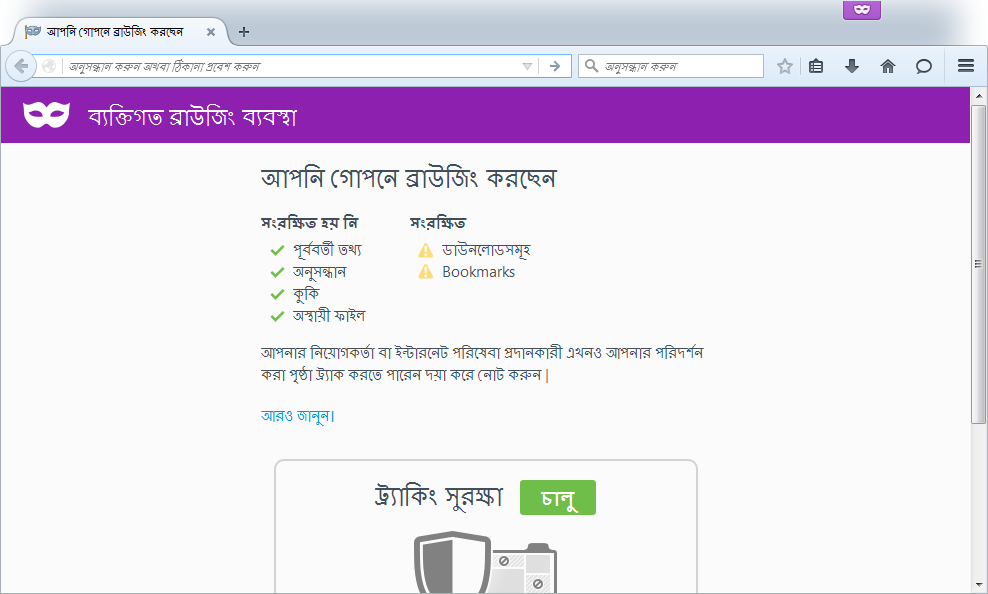 আপনি গোপনে ব্রাউজিং করছেন
অনুসন্ধান করুন অথবা ঠিকানা প্রবেশ করুন
অনুসন্ধান করুন
ব্যক্তিগত ব্রাউজিং ব্যবস্থা
আপনি গোপনে ব্রাউজিং করছেন
সংরক্ষিত হয় নি
সংরক্ষিত
পূর্ববর্তী তথ্য
ডাউনলোডসমূহ
অনুসন্ধান
Bookmarks
কুকি
অস্থায়ী ফাইল
আপনার নিয়োগকর্তা বা ইন্টারনেট পরিষেবা প্রদানকারী এখনও আপনার পরিদর্শন
করা পৃষ্ঠা ট্র্যাক করতে পারেন দয়া করে নোট করুন |
আরও জানুন।
ট্র্যাকিং সুরক্ষা চালু